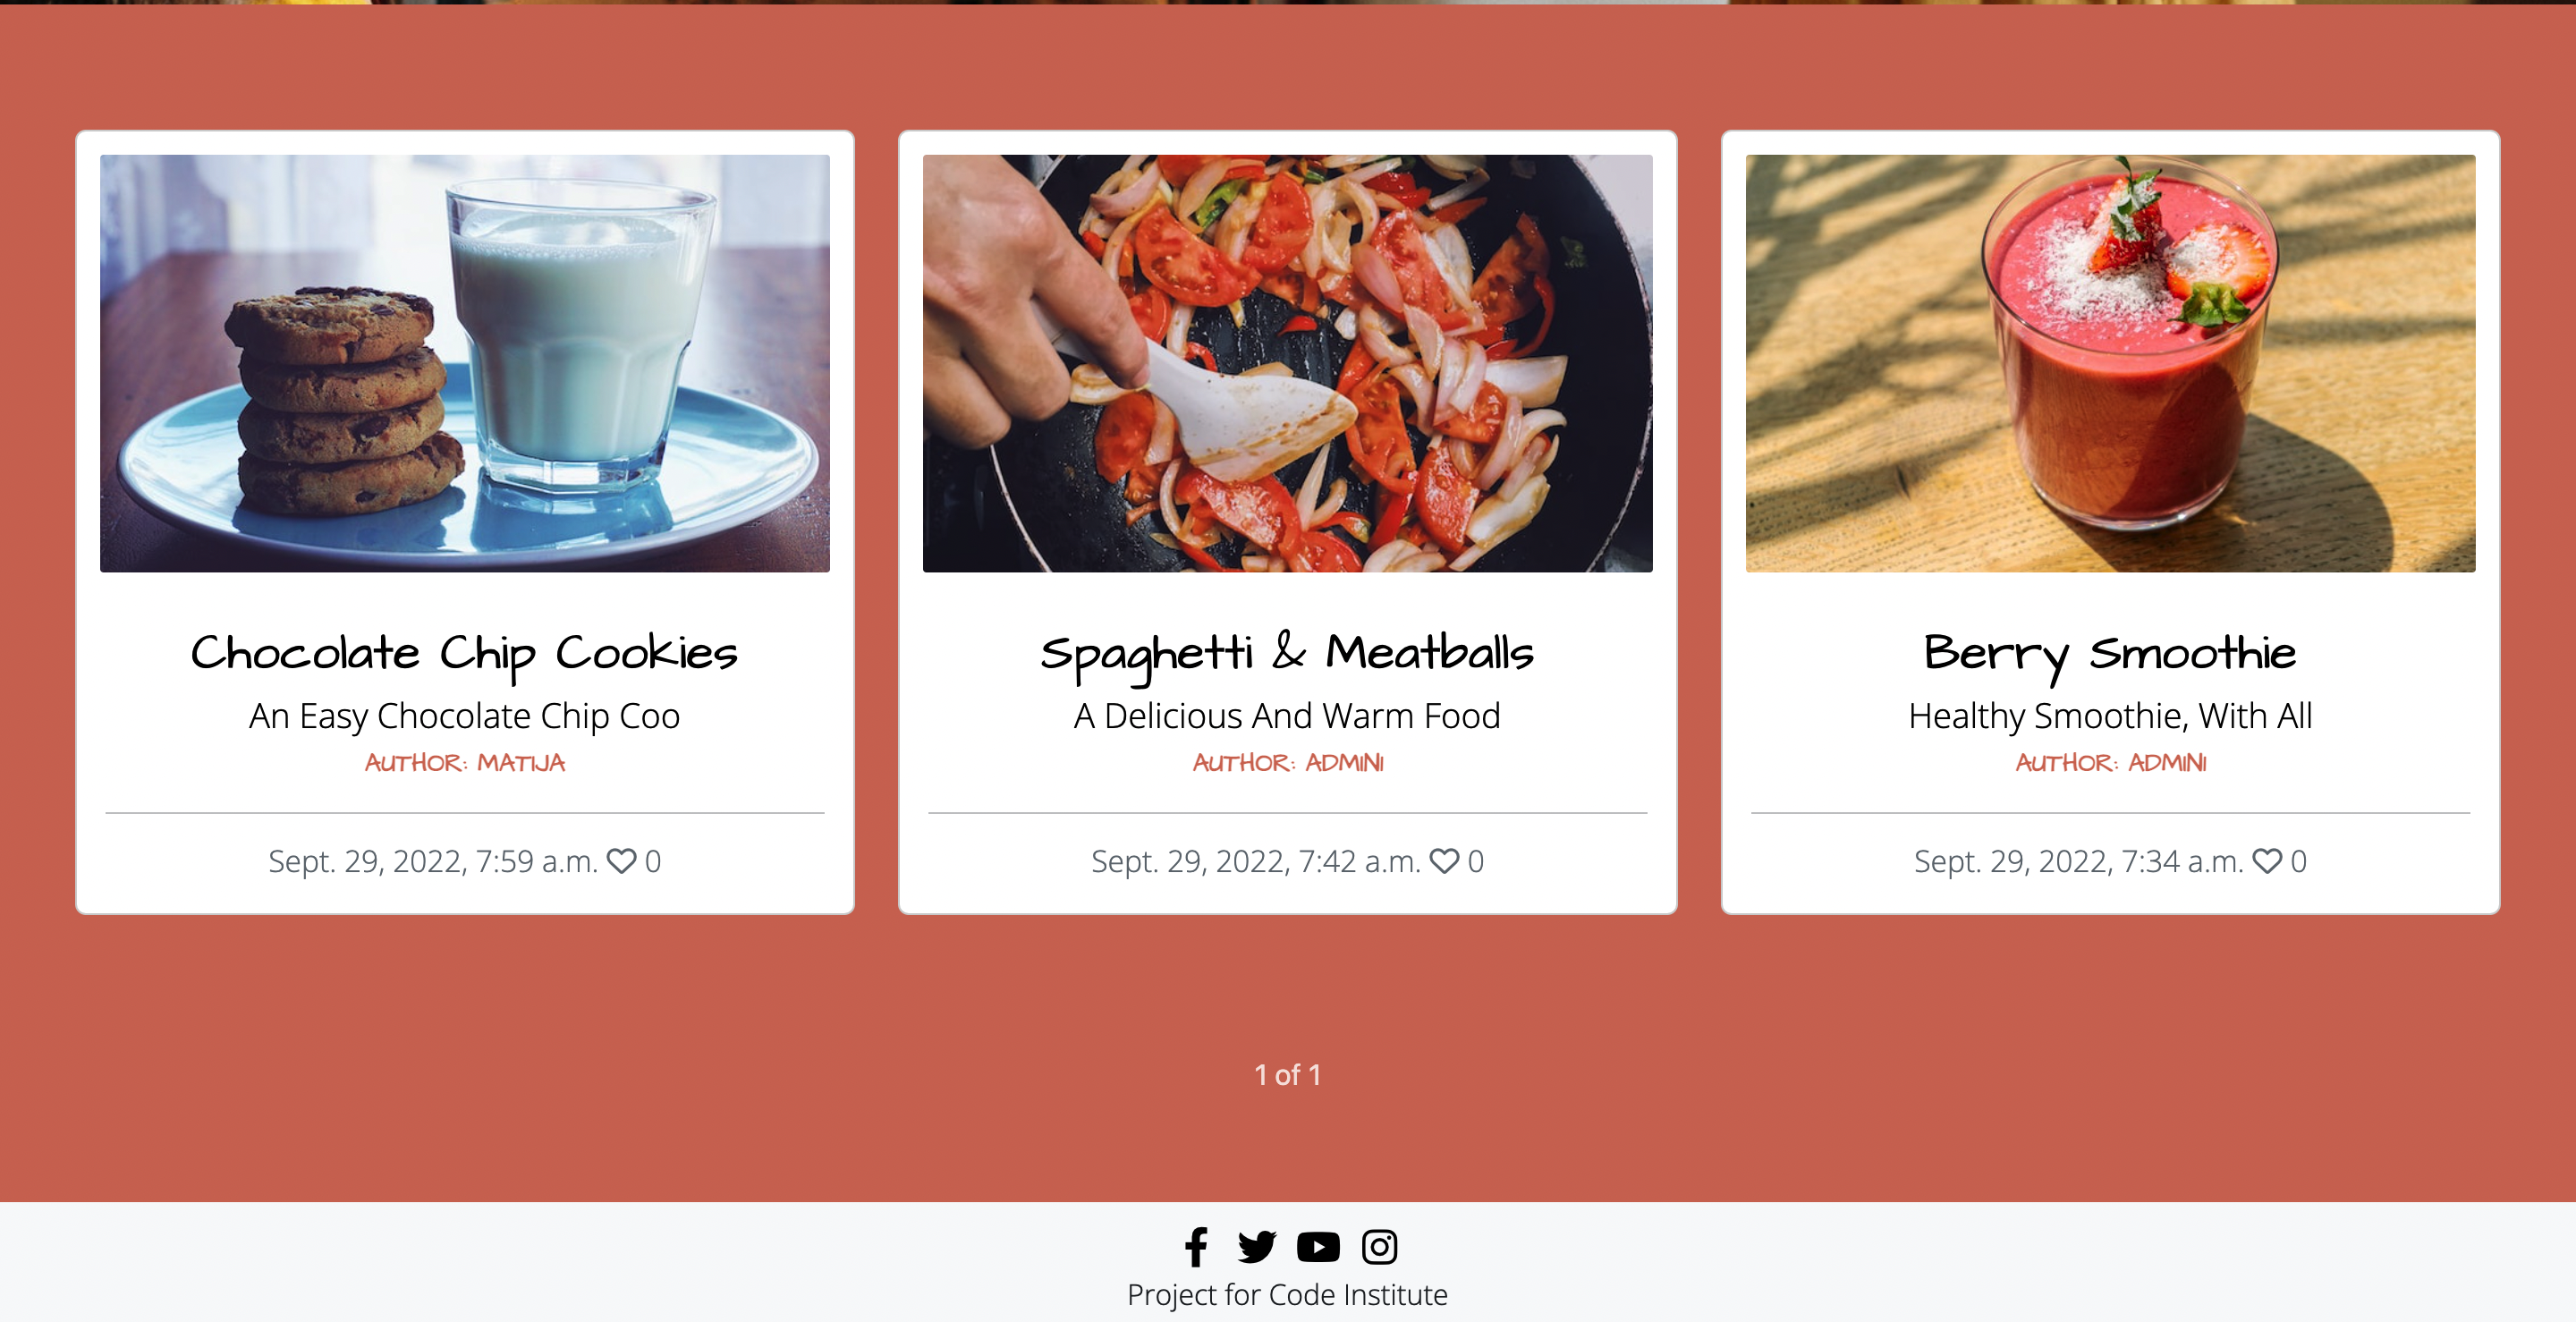 Chocolate Chip Cookies
An Easy Chocolate Chip Coo
AUTHOR: MATIJA
Sept. 29, 2022, 7:59 a.m. 0
Spaghetti & Meatballs
A Delicious And Warm Food
AUTHOR: ADMIN1
Sept. 29, 2022, 7:42 a.m. 0
Berry Smoothie
Healthy Smoothie, With All
AUTHOR: ADMIN1
Sept. 29, 2022, 7:34 a.m. 0
1 of 1
Project for Code Institute